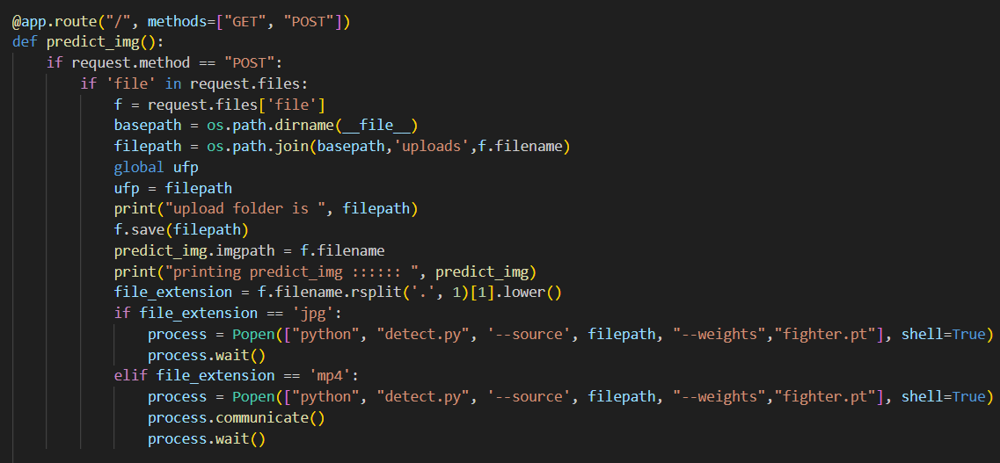 @app.route("/", methods=["GET", "POST"])
def predict_img():
    if request.method == "POST":
        if 'file' in request.files:
            f = request.files['file']
            basepath = os.path.dirname(__file__)
            filepath = os.path.join(basepath,'uploads',f.filename)
            global ufp
            ufp = filepath
            print("upload folder is ", filepath)
            f.save(filepath)
            predict_img.imgpath = f.filename
            print("printing predict_img :::::: ", predict_img)
            file_extension = f.filename.rsplit('.', 1)[1].lower()
            if file_extension == 'jpg':
                process = Popen(["python", "detect.py", '--source', filepath, "--weights","fighter.pt"], shell=True)
                process.wait()
            elif file_extension == 'mp4':
                process = Popen(["python", "detect.py", '--source', filepath, "--weights","fighter.pt"], shell=True)
                process.communicate()
                process.wait()